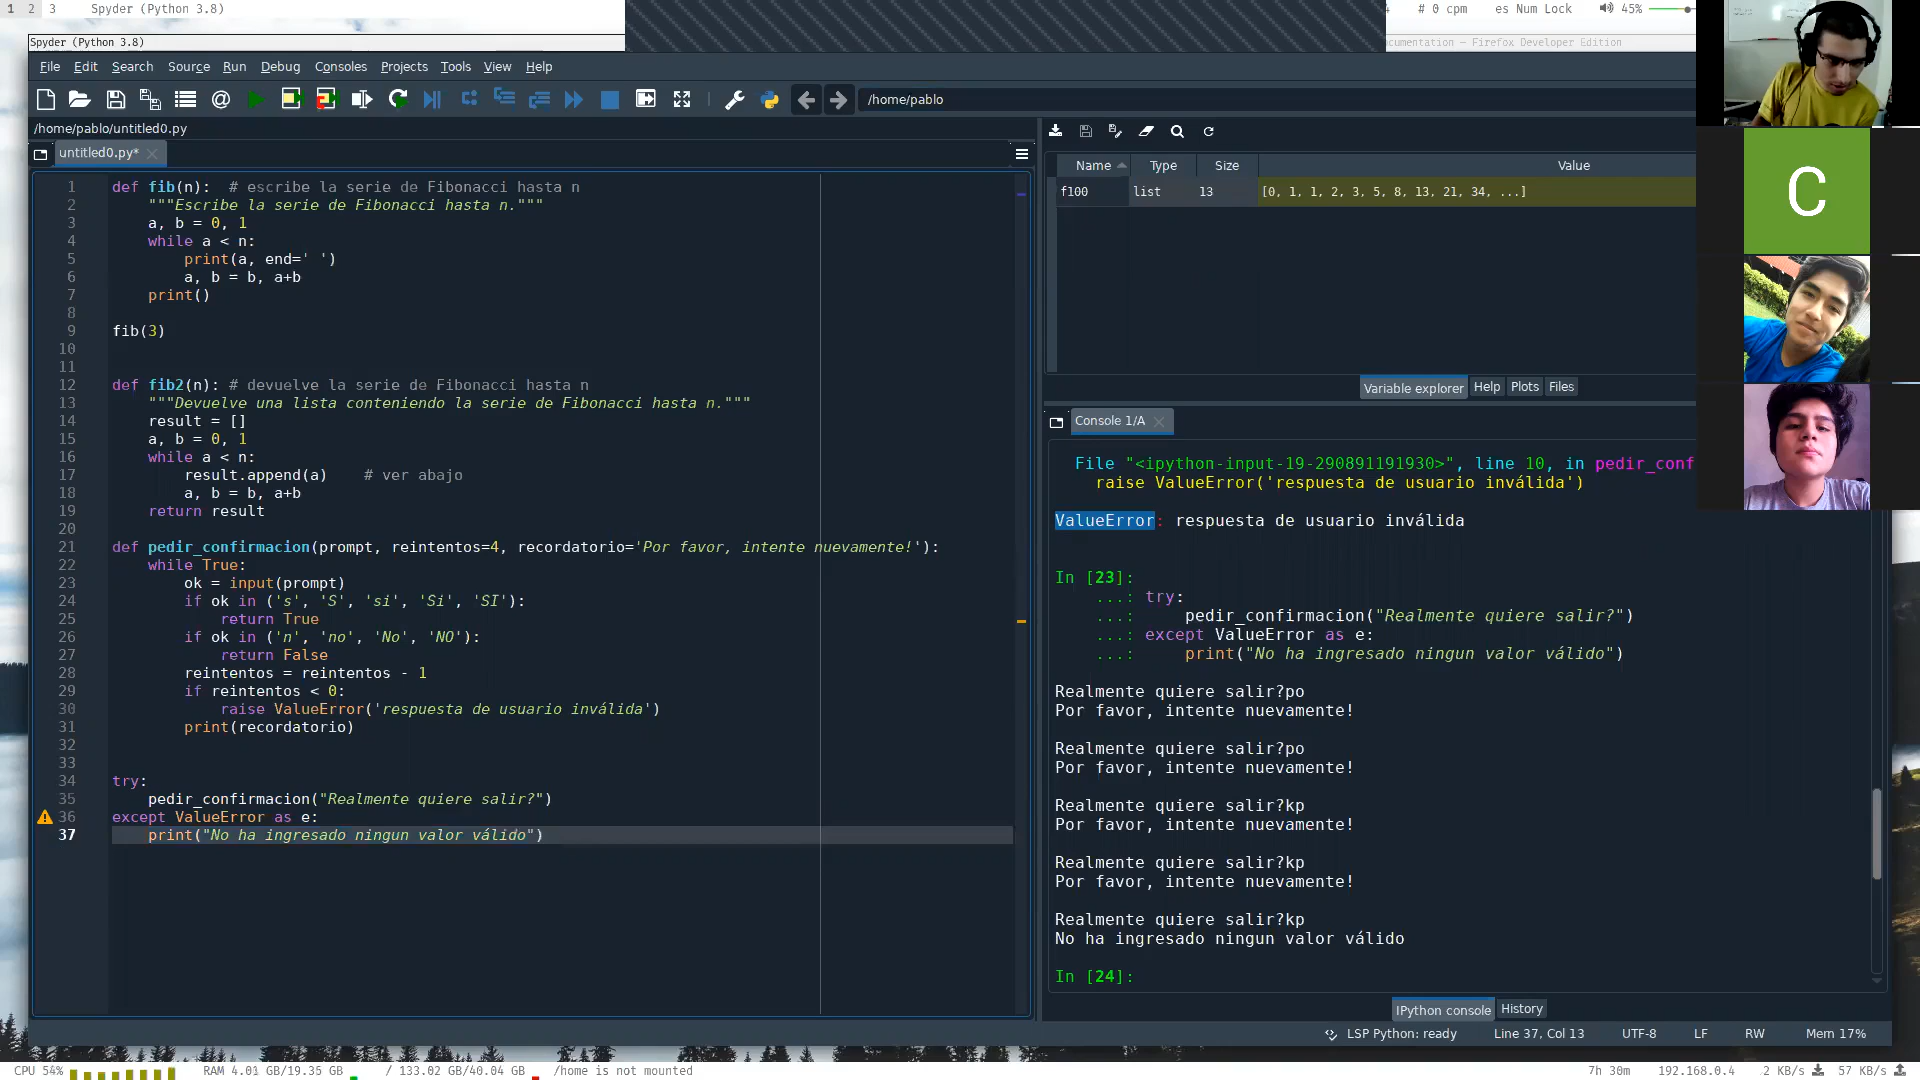 1 2 3 Spyder (Python 3.8)
# 0 cpm es Num Lock 45%
Spyder (Python 3.8)
ocumentation — Firefox Developer Edition
File Edit Search Source Run Debug Consoles Projects Tools View Help
/home/pablo
/home/pablo/untitled0.py
untitled0.py*
1 def fib(n):  # escribe la serie de Fibonacci hasta n
2     """Escribe la serie de Fibonacci hasta n."""
3     a, b = 0, 1
4     while a < n:
5         print(a, end=' ')
6         a, b = b, a+b
7     print()
8
9 fib(3)
10
11
12 def fib2(n): # devuelve la serie de Fibonacci hasta n
13     """Devuelve una lista conteniendo la serie de Fibonacci hasta n."""
14     result = []
15     a, b = 0, 1
16     while a < n:
17         result.append(a)    # ver abajo
18         a, b = b, a+b
19     return result
20
21 def pedir_confirmacion(prompt, reintentos=4, recordatorio='Por favor, intente nuevamente!'):
22     while True:
23         ok = input(prompt)
24         if ok in ('s', 'S', 'si', 'Si', 'SI'):
25             return True
26         if ok in ('n', 'no', 'No', 'NO'):
27             return False
28         reintentos = reintentos - 1
29         if reintentos < 0:
30             raise ValueError('respuesta de usuario inválida')
31         print(recordatorio)
32
33
34 try:
35     pedir_confirmacion("Realmente quiere salir?")
36 except ValueError as e:
37     print("No ha ingresado ningun valor válido")
Name Type Size Value
f100 list 13 [0, 1, 1, 2, 3, 5, 8, 13, 21, 34, ...]
Variable explorer Help Plots Files
Console 1/A
File "<ipython-input-19-290891191930>", line 10, in pedir_conf
raise ValueError('respuesta de usuario inválida')
ValueError: respuesta de usuario inválida
In [23]:
...: try:
...:     pedir_confirmacion("Realmente quiere salir?")
...: except ValueError as e:
...:     print("No ha ingresado ningun valor válido")
Realmente quiere salir?po
Por favor, intente nuevamente!
Realmente quiere salir?po
Por favor, intente nuevamente!
Realmente quiere salir?kp
Por favor, intente nuevamente!
Realmente quiere salir?kp
Por favor, intente nuevamente!
Realmente quiere salir?kp
No ha ingresado ningun valor válido
In [24]:
IPython console History
LSP Python: ready Line 37, Col 13 UTF-8 LF RW Mem 17%
C
CPU 54% RAM 4.01 GB/19.35 GB / 133.02 GB/40.04 GB /home is not mounted 7h 30m 192.168.0.4 2 KB/s 57 KB/s